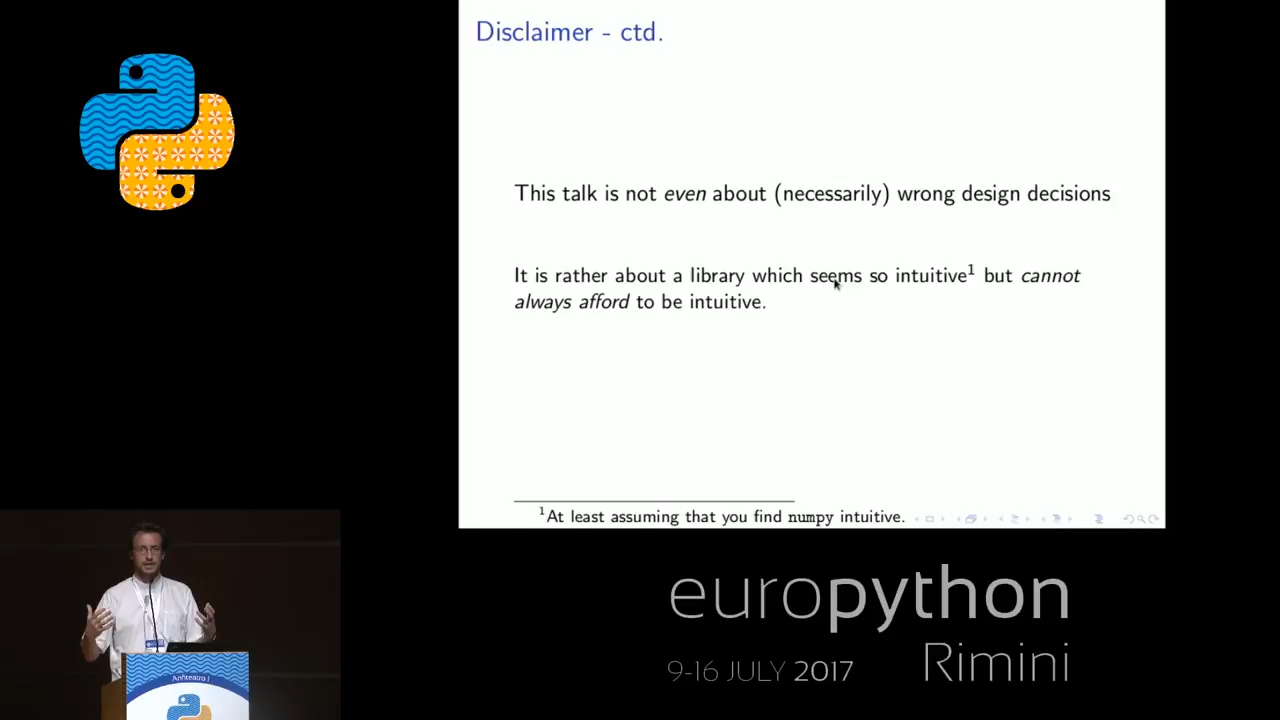 Disclaimer - ctd.
This talk is not even about (necessarily) wrong design decisions
It is rather about a library which seems so intuitive1 but cannot
always afford to be intuitive.
1At least assuming that you find numpy intuitive.
europython
Rimini
9-16 JULY 2017
Anfiteatro 1